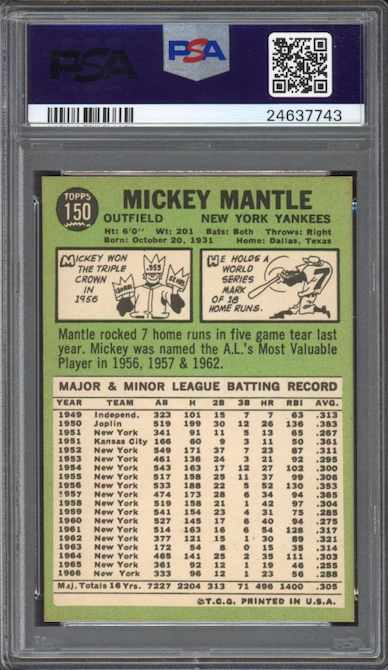 PSA
PSA
24637743
TOPPS
150
MICKEY MANTLE
OUTFIELD NEW YORK YANKEES
Ht: 6'0" Wt: 201 Bats: Both Throws: Right
Born: October 20, 1931 Home: Dallas, Texas
MICKEY WON
THE TRIPLE
CROWN
IN
1956
.353
HE HOLDS A
WORLD
SERIES
MARK
OF 18
HOME RUNS.
7
Mantle rocked 7 home runs in five game tear last
year. Mickey was named the A.L.'s Most Valuable
Player in 1956, 1957 & 1962.
MAJOR & MINOR LEAGUE BATTING RECORD
YEAR TEAM AB H 2B 3B HR RBI AVG.
1949 Independ. 323 101 15 7 7 63 .313
1950 Joplin 519 199 30 12 26 136 .383
1951 New York 341 91 11 5 13 65 .267
1951 Kansas City 166 60 9 3 11 50 .361
1952 New York 549 171 37 7 23 87 .311
1953 New York 461 136 24 3 21 92 .295
1954 New York 543 163 17 12 27 102 .300
1955 New York 517 158 25 11 37 99 .306
1956 New York 533 188 22 5 52 130 .353
1957 New York 474 173 28 6 34 94 .365
1958 New York 519 158 21 1 42 97 .304
1959 New York 541 154 23 4 31 75 .285
1960 New York 527 145 17 6 40 94 .275
1961 New York 514 163 16 6 54 128 .317
1962 New York 377 121 15 1 30 89 .321
1963 New York 172 54 8 0 15 35 .314
1964 New York 465 141 25 2 35 111 .303
1965 New York 361 92 12 1 19 46 .255
1966 New York 333 96 12 1 23 56 .288
Maj. Totals 16 Yrs. 7227 2204 313 71 496 1400 .305
©T.C.G. PRINTED IN U.S.A.